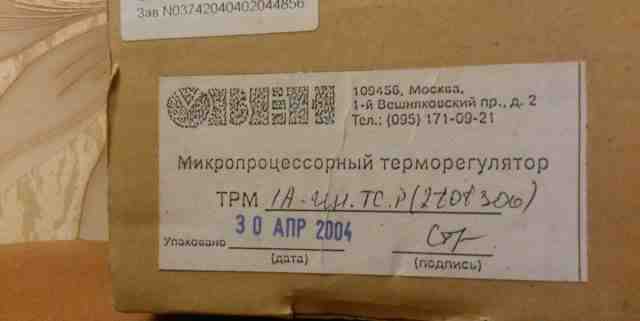 Зав N03742040402044856
ОВЕН
109456, Москва,
1-й Вешняковский пр., д. 2
Тел.: (095) 171-09-21
Микропроцессорный терморегулятор
ТРМ 1А-Щ1.ТС.Р
30 АПР 2004
Упаковано
(дата)
(подпись)